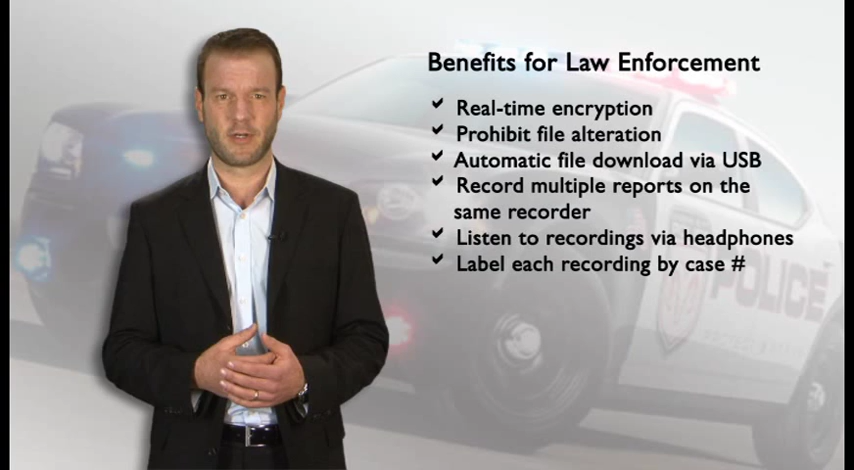 Benefits for Law Enforcement
Real-time encryption
Prohibit file alteration
Automatic file download via USB
Record multiple reports on the
same recorder
Listen to recordings via headphones
Label each recording by case #
POLICE